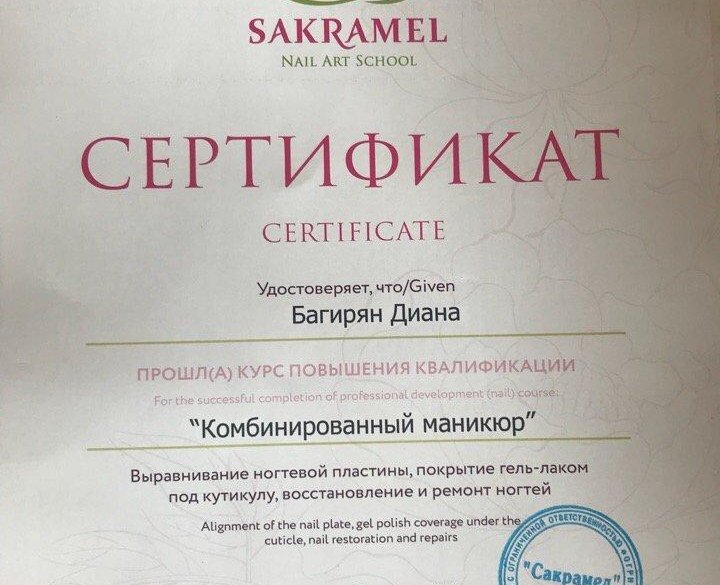 SAKRAMEL
NAIL ART SCHOOL
СЕРТИФИКАТ
CERTIFICATE
Удостоверяет, что/Given
Багирян Диана
ПРОШЛ(А) КУРС ПОВЫШЕНИЯ КВАЛИФИКАЦИИ
For the successful completion of professional development (nail) course:
“Комбинированный маникюр”
Выравнивание ногтевой пластины, покрытие гель-лаком
под кутикулу, восстановление и ремонт ногтей
Alignment of the nail plate, gel polish coverage under the
cuticle, nail restoration and repairs
С ОГРАНИЧЕННОЙ ОТВЕТСТВЕННОСТЬЮ
"Сакрамел"